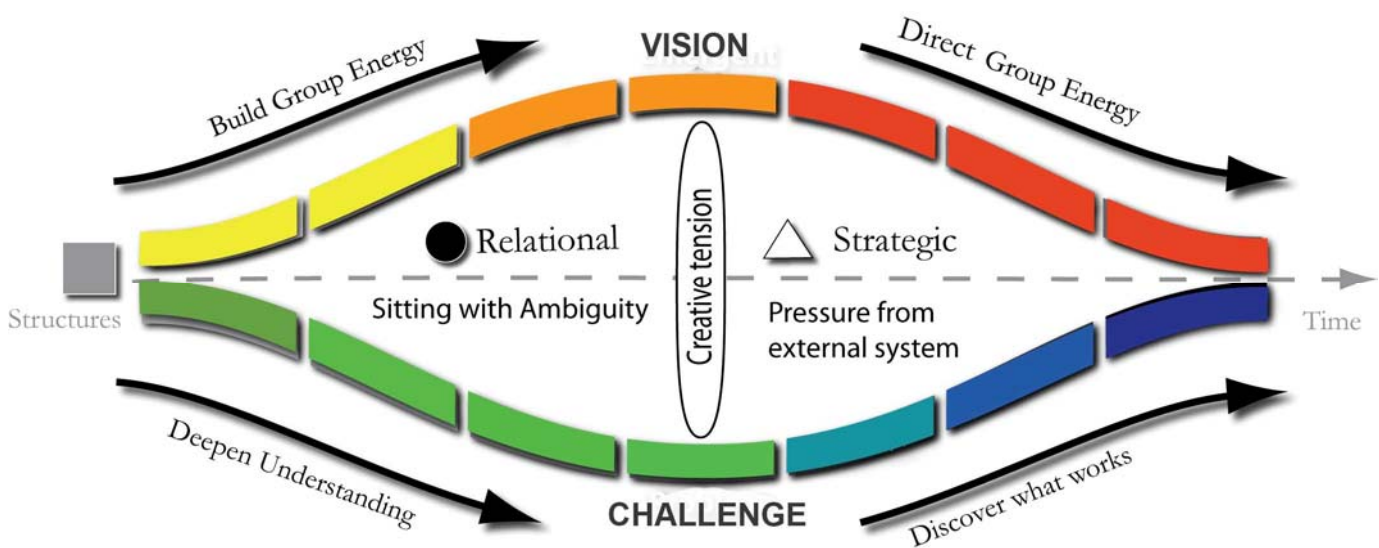 VISION
Build Group Energy
Direct Group Energy
Relational
Strategic
Structures
Sitting with Ambiguity
Creative tension
Pressure from
external system
Time
Deepen Understanding
Discover what works
CHALLENGE